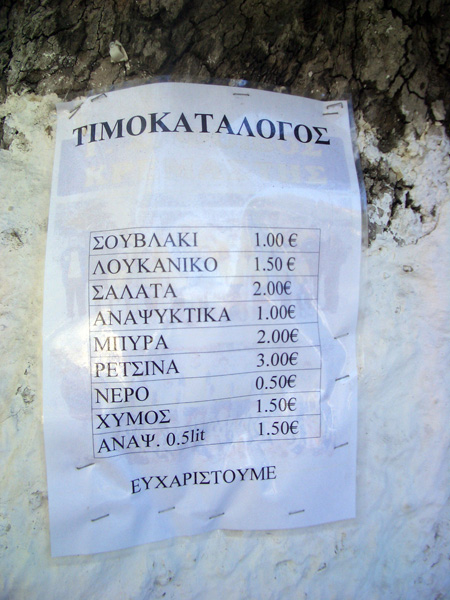 ΤΙΜΟΚΑΤΑΛΟΓΟΣ
ΣΟΥΒΛΑΚΙ 1.00 €
ΛΟΥΚΑΝΙΚΟ 1.50 €
ΣΑΛΑΤΑ 2.00€
ΑΝΑΨΥΚΤΙΚΑ 1.00€
ΜΠΥΡΑ 2.00€
ΡΕΤΣΙΝΑ 3.00€
ΝΕΡΟ 0.50€
ΧΥΜΟΣ 1.50€
ΑΝΑΨ. 0.5lit 1.50€
ΕΥΧΑΡΙΣΤΟΥΜΕ